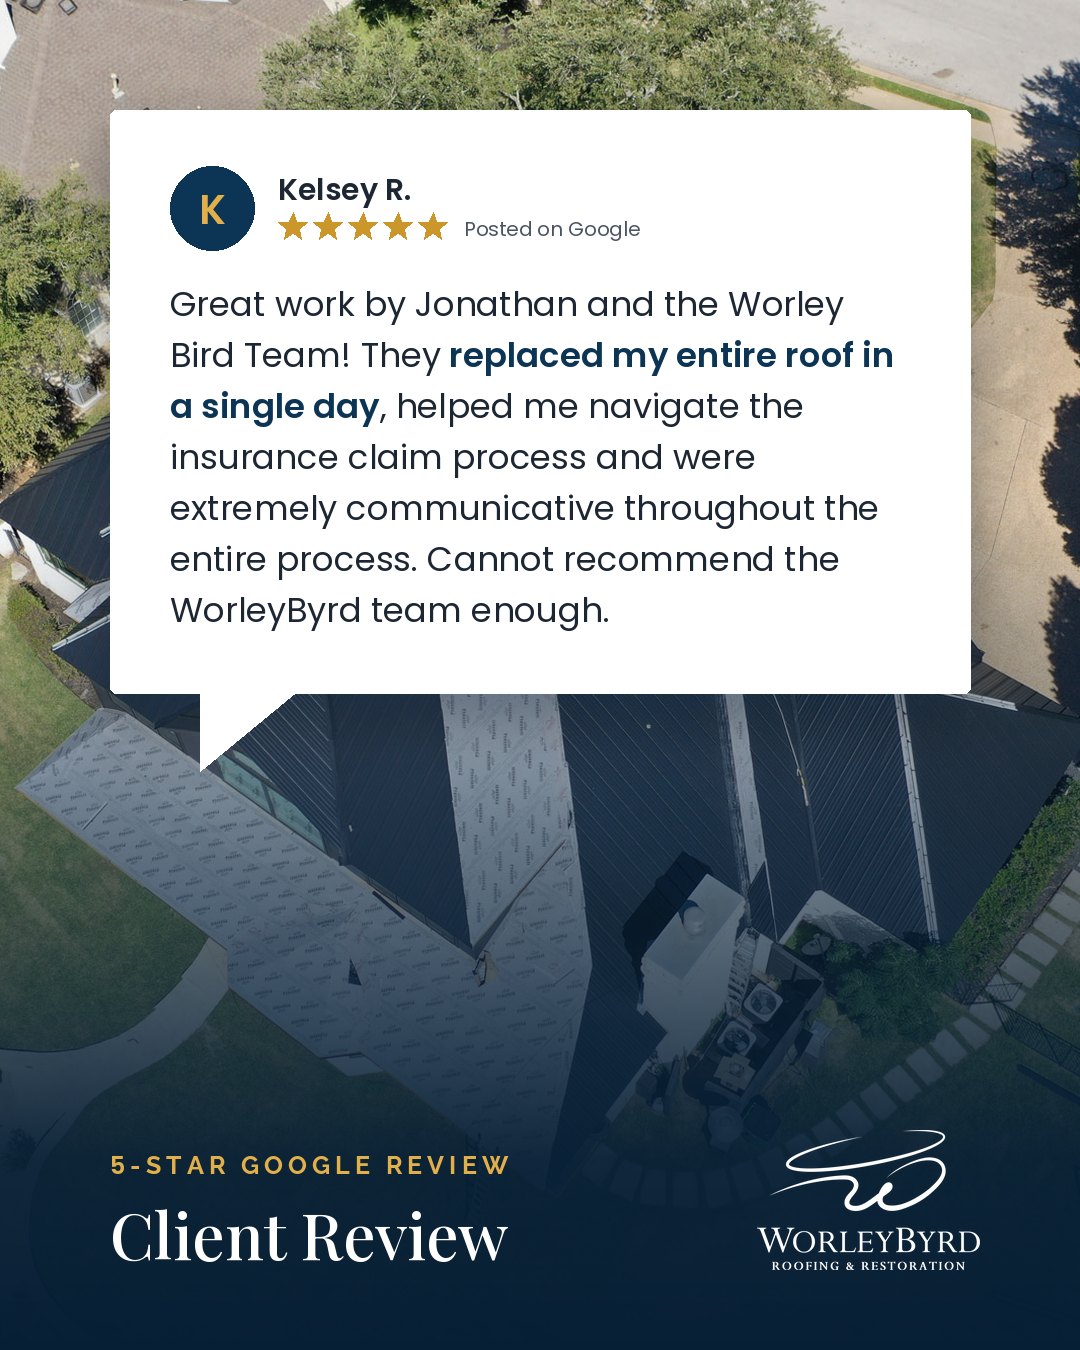 K
Kelsey R.
Posted on Google
Great work by Jonathan and the Worley
Bird Team! They replaced my entire roof in
a single day, helped me navigate the
insurance claim process and were
extremely communicative throughout the
entire process. Cannot recommend the
WorleyByrd team enough.
5-STAR GOOGLE REVIEW
Client Review
WORLEYBYRD
ROOFING & RESTORATION